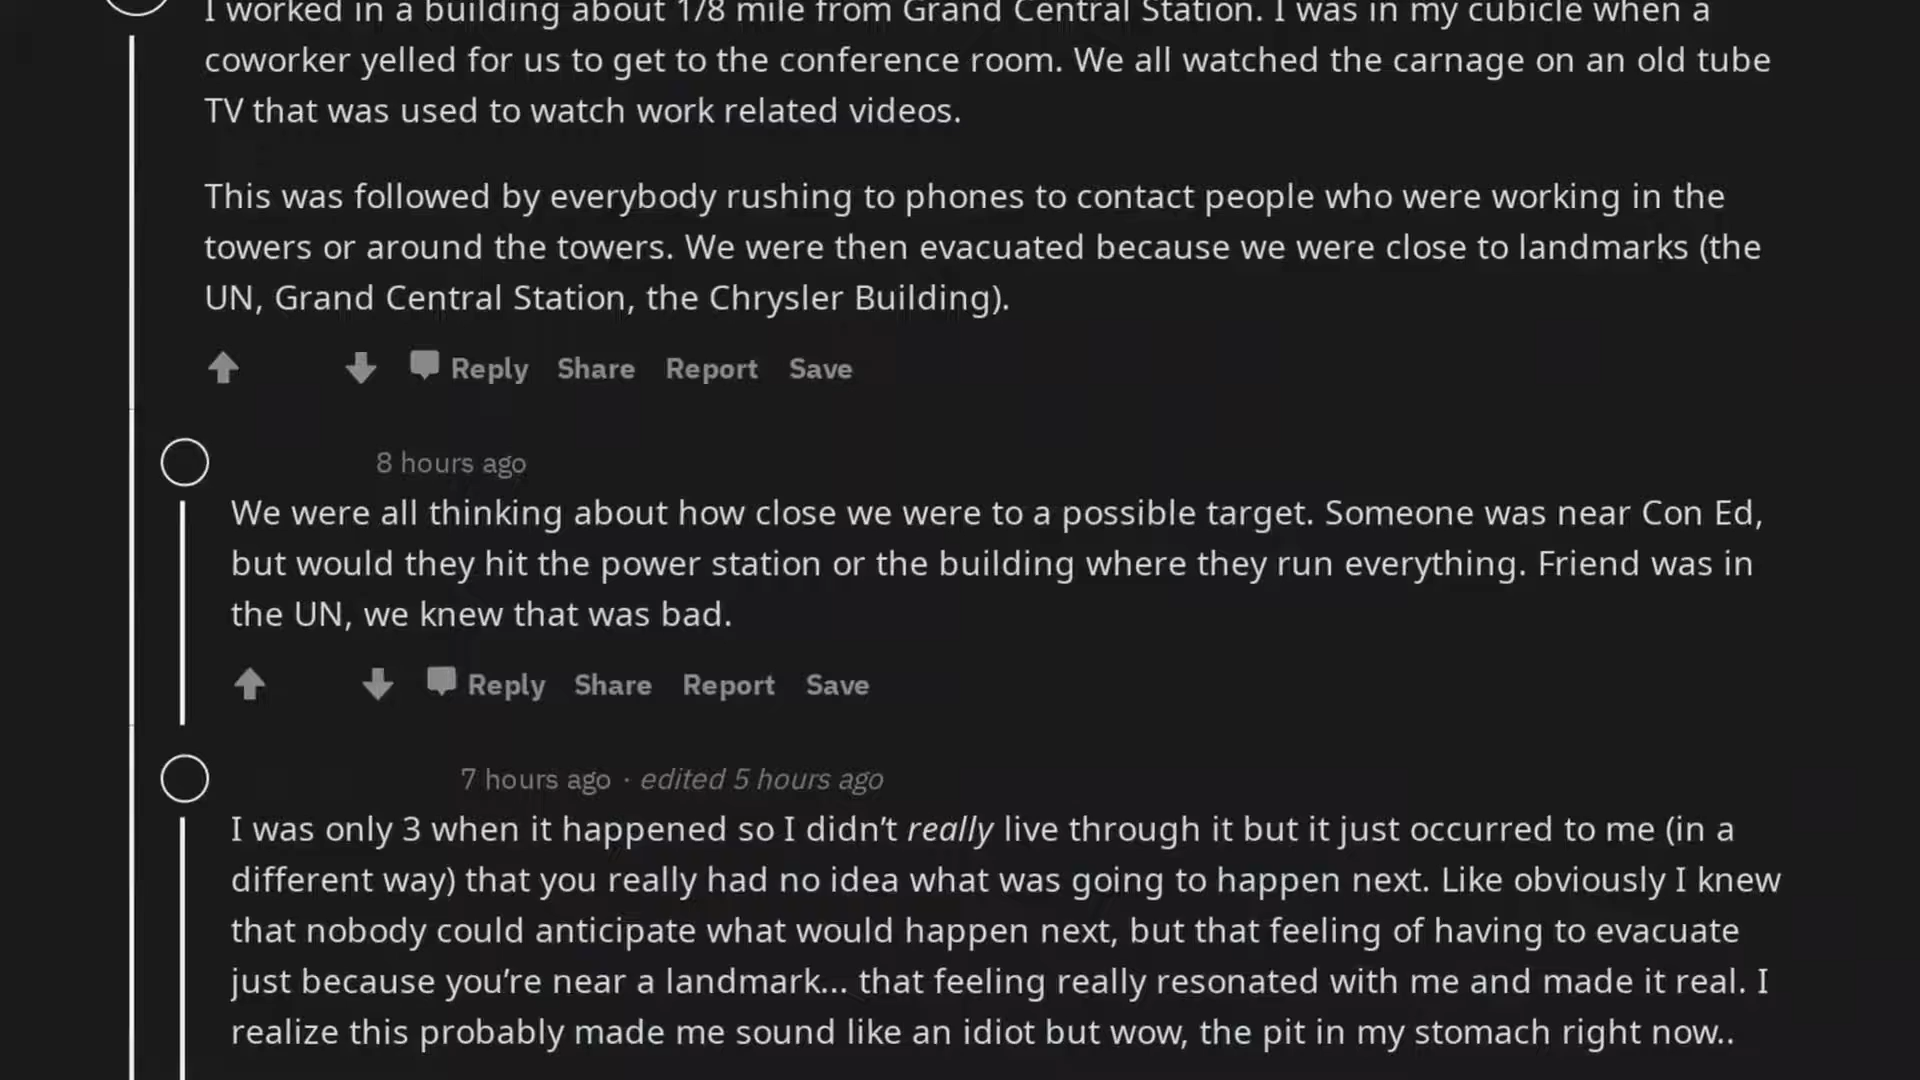 I worked in a building about 1/8 mile from Grand Central Station. I was in my cubicle when a
coworker yelled for us to get to the conference room. We all watched the carnage on an old tube
TV that was used to watch work related videos.
This was followed by everybody rushing to phones to contact people who were working in the
towers or around the towers. We were then evacuated because we were close to landmarks (the
UN, Grand Central Station, the Chrysler Building).
Reply Share Report Save
8 hours ago
We were all thinking about how close we were to a possible target. Someone was near Con Ed,
but would they hit the power station or the building where they run everything. Friend was in
the UN, we knew that was bad.
Reply Share Report Save
7 hours ago · edited 5 hours ago
I was only 3 when it happened so I didn’t really live through it but it just occurred to me (in a
different way) that you really had no idea what was going to happen next. Like obviously I knew
that nobody could anticipate what would happen next, but that feeling of having to evacuate
just because you’re near a landmark... that feeling really resonated with me and made it real. I
realize this probably made me sound like an idiot but wow, the pit in my stomach right now..